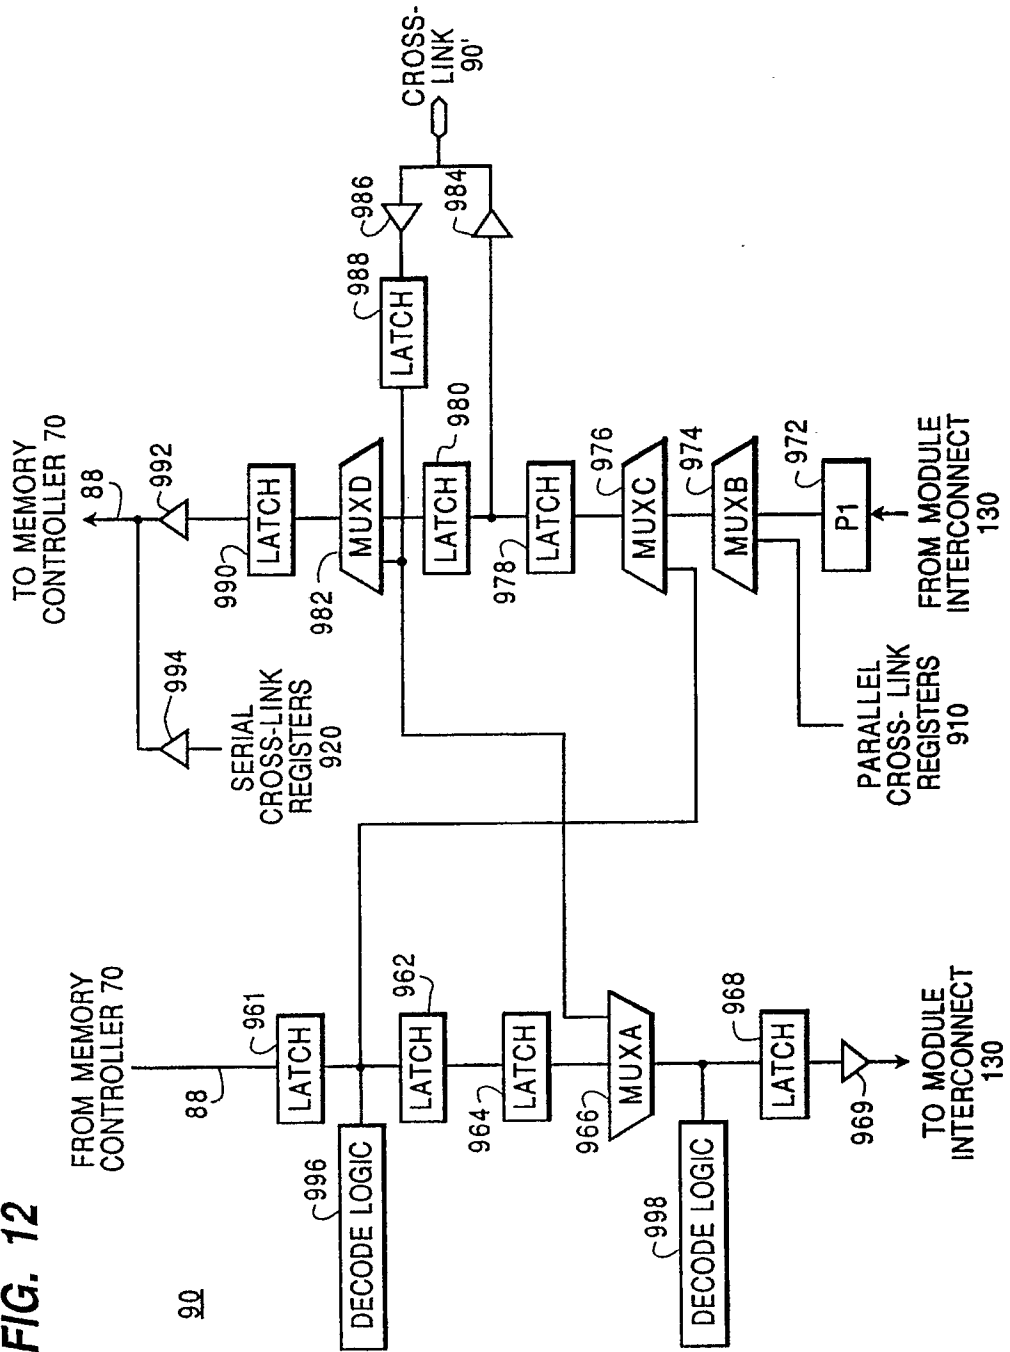 FIG. 12
90
FROM MEMORY
CONTROLLER 70
88
LATCH
961
DECODE LOGIC
996
LATCH
962
LATCH
964
MUXA
966
DECODE LOGIC
998
LATCH
968
969
TO MODULE
INTERCONNECT
130
TO MEMORY
CONTROLLER 70
88
992
994
SERIAL
CROSS-LINK
REGISTERS
920
LATCH
990
MUXD
982
LATCH
980
LATCH
988
986
984
CROSS-
LINK
90'
LATCH
978
MUXC
976
MUXB
974
P1
972
PARALLEL
CROSS- LINK
REGISTERS
910
FROM MODULE
INTERCONNECT
130